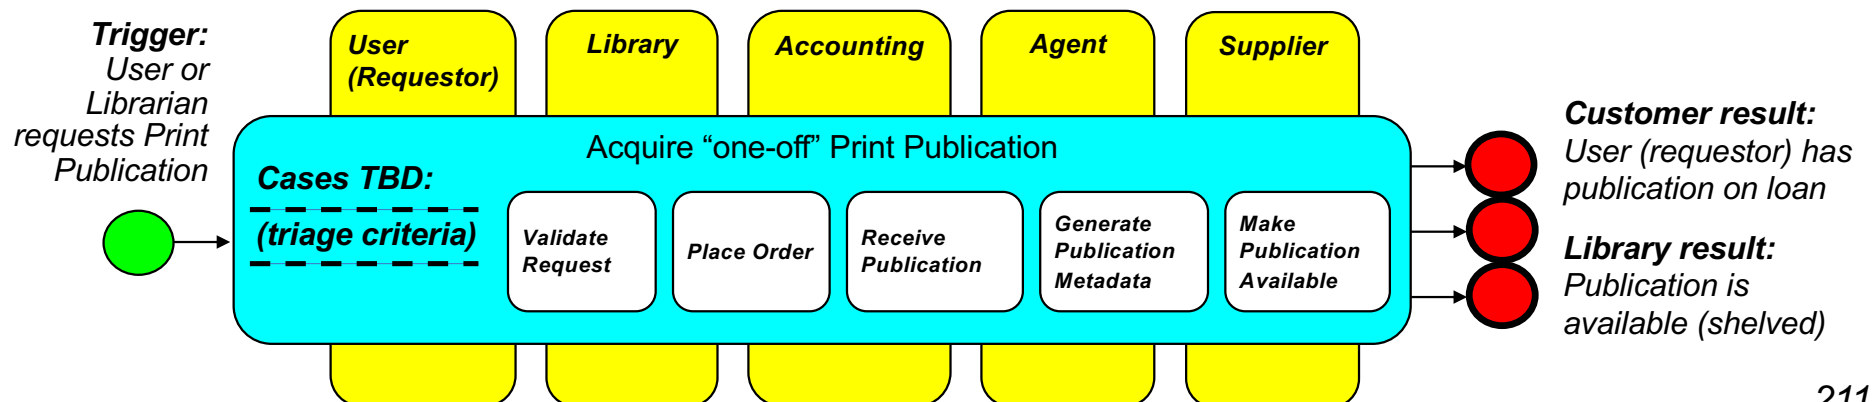 Trigger:
User or
Librarian
requests Print
Publication
User
(Requestor)
Library
Accounting
Agent
Supplier
Acquire “one-off” Print Publication
Cases TBD:
(triage criteria)
Validate
Request
Place Order
Receive
Publication
Generate
Publication
Metadata
Make
Publication
Available
Customer result:
User (requestor) has
publication on loan
Library result:
Publication is
available (shelved)
211